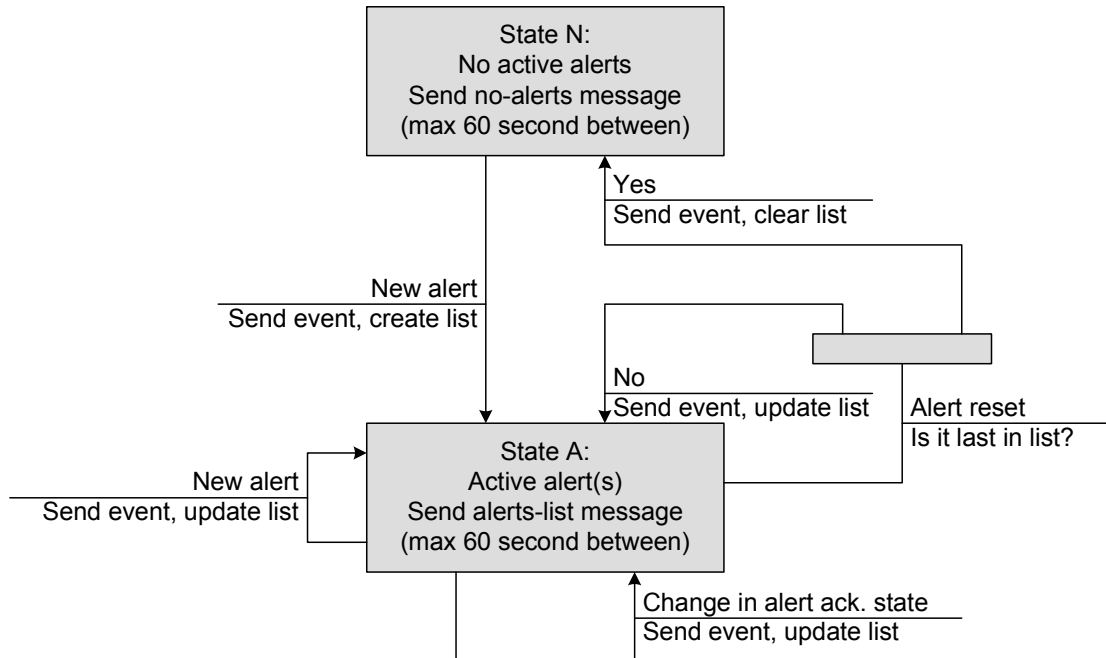 State N:
No active alerts
Send no-alerts message
(max 60 second between)
Yes
Send event, clear list
New alert
Send event, create list
No
Send event, update list
Alert reset
Is it last in list?
State A:
Active alert(s)
Send alerts-list message
(max 60 second between)
New alert
Send event, update list
Change in alert ack. state
Send event, update list